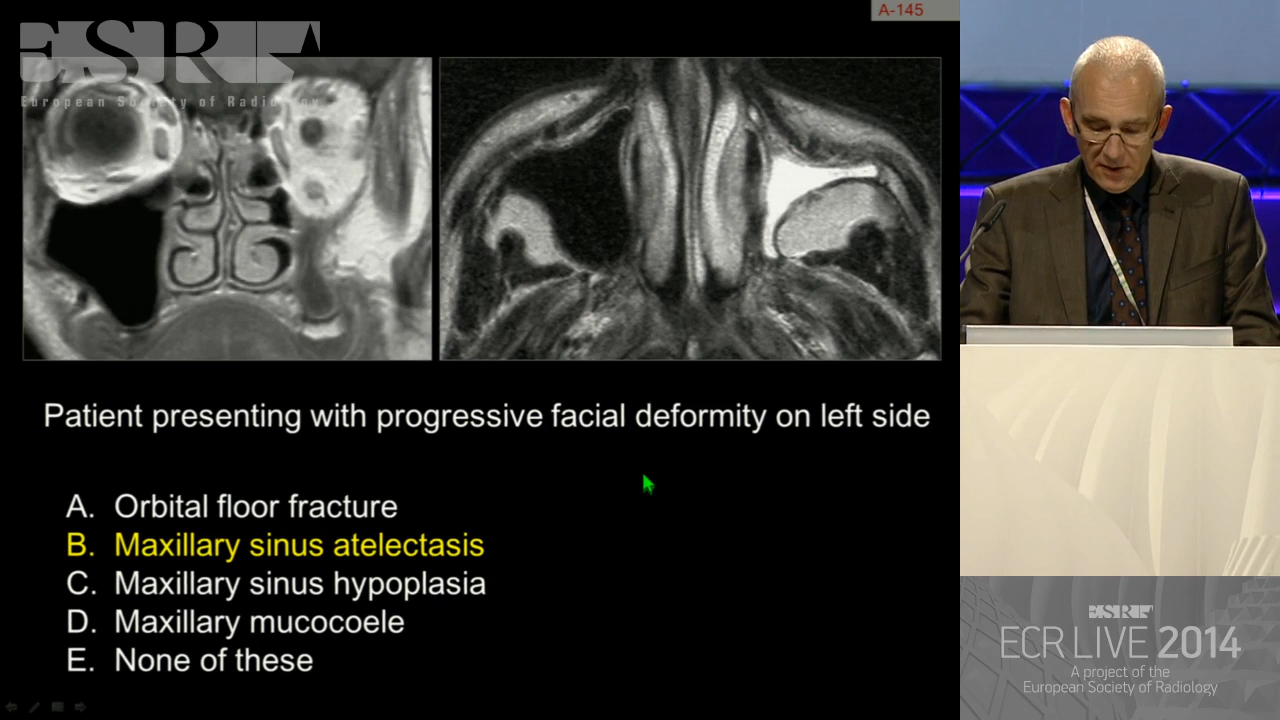 A-145
ESR
European Society of Radiology
Patient presenting with progressive facial deformity on left side
A. Orbital floor fracture
B. Maxillary sinus atelectasis
C. Maxillary sinus hypoplasia
D. Maxillary mucocoele
E. None of these
ESR
ECR LIVE 2014
A project of the
European Society of Radiology